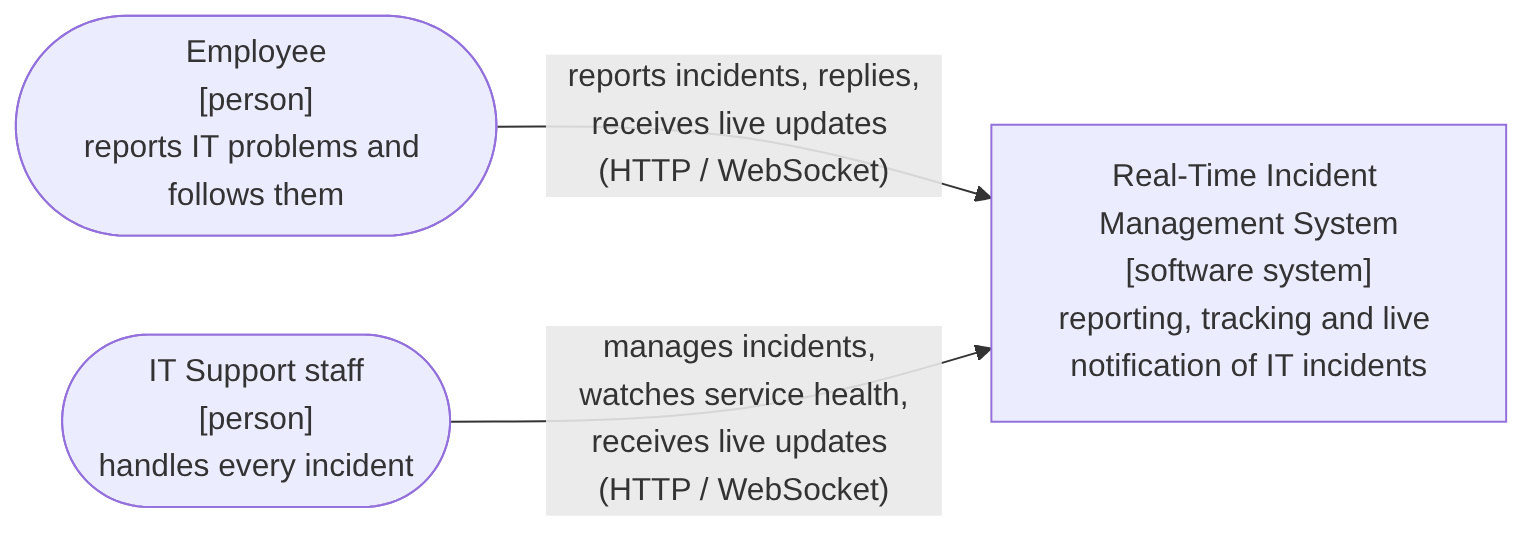 Employee
[person]
reports IT problems and
follows them
reports incidents, replies,
receives live updates
(HTTP / WebSocket)
Real-Time Incident
Management System
[software system]
reporting, tracking and live
notification of IT incidents
IT Support staff
[person]
handles every incident
manages incidents,
watches service health,
receives live updates
(HTTP / WebSocket)